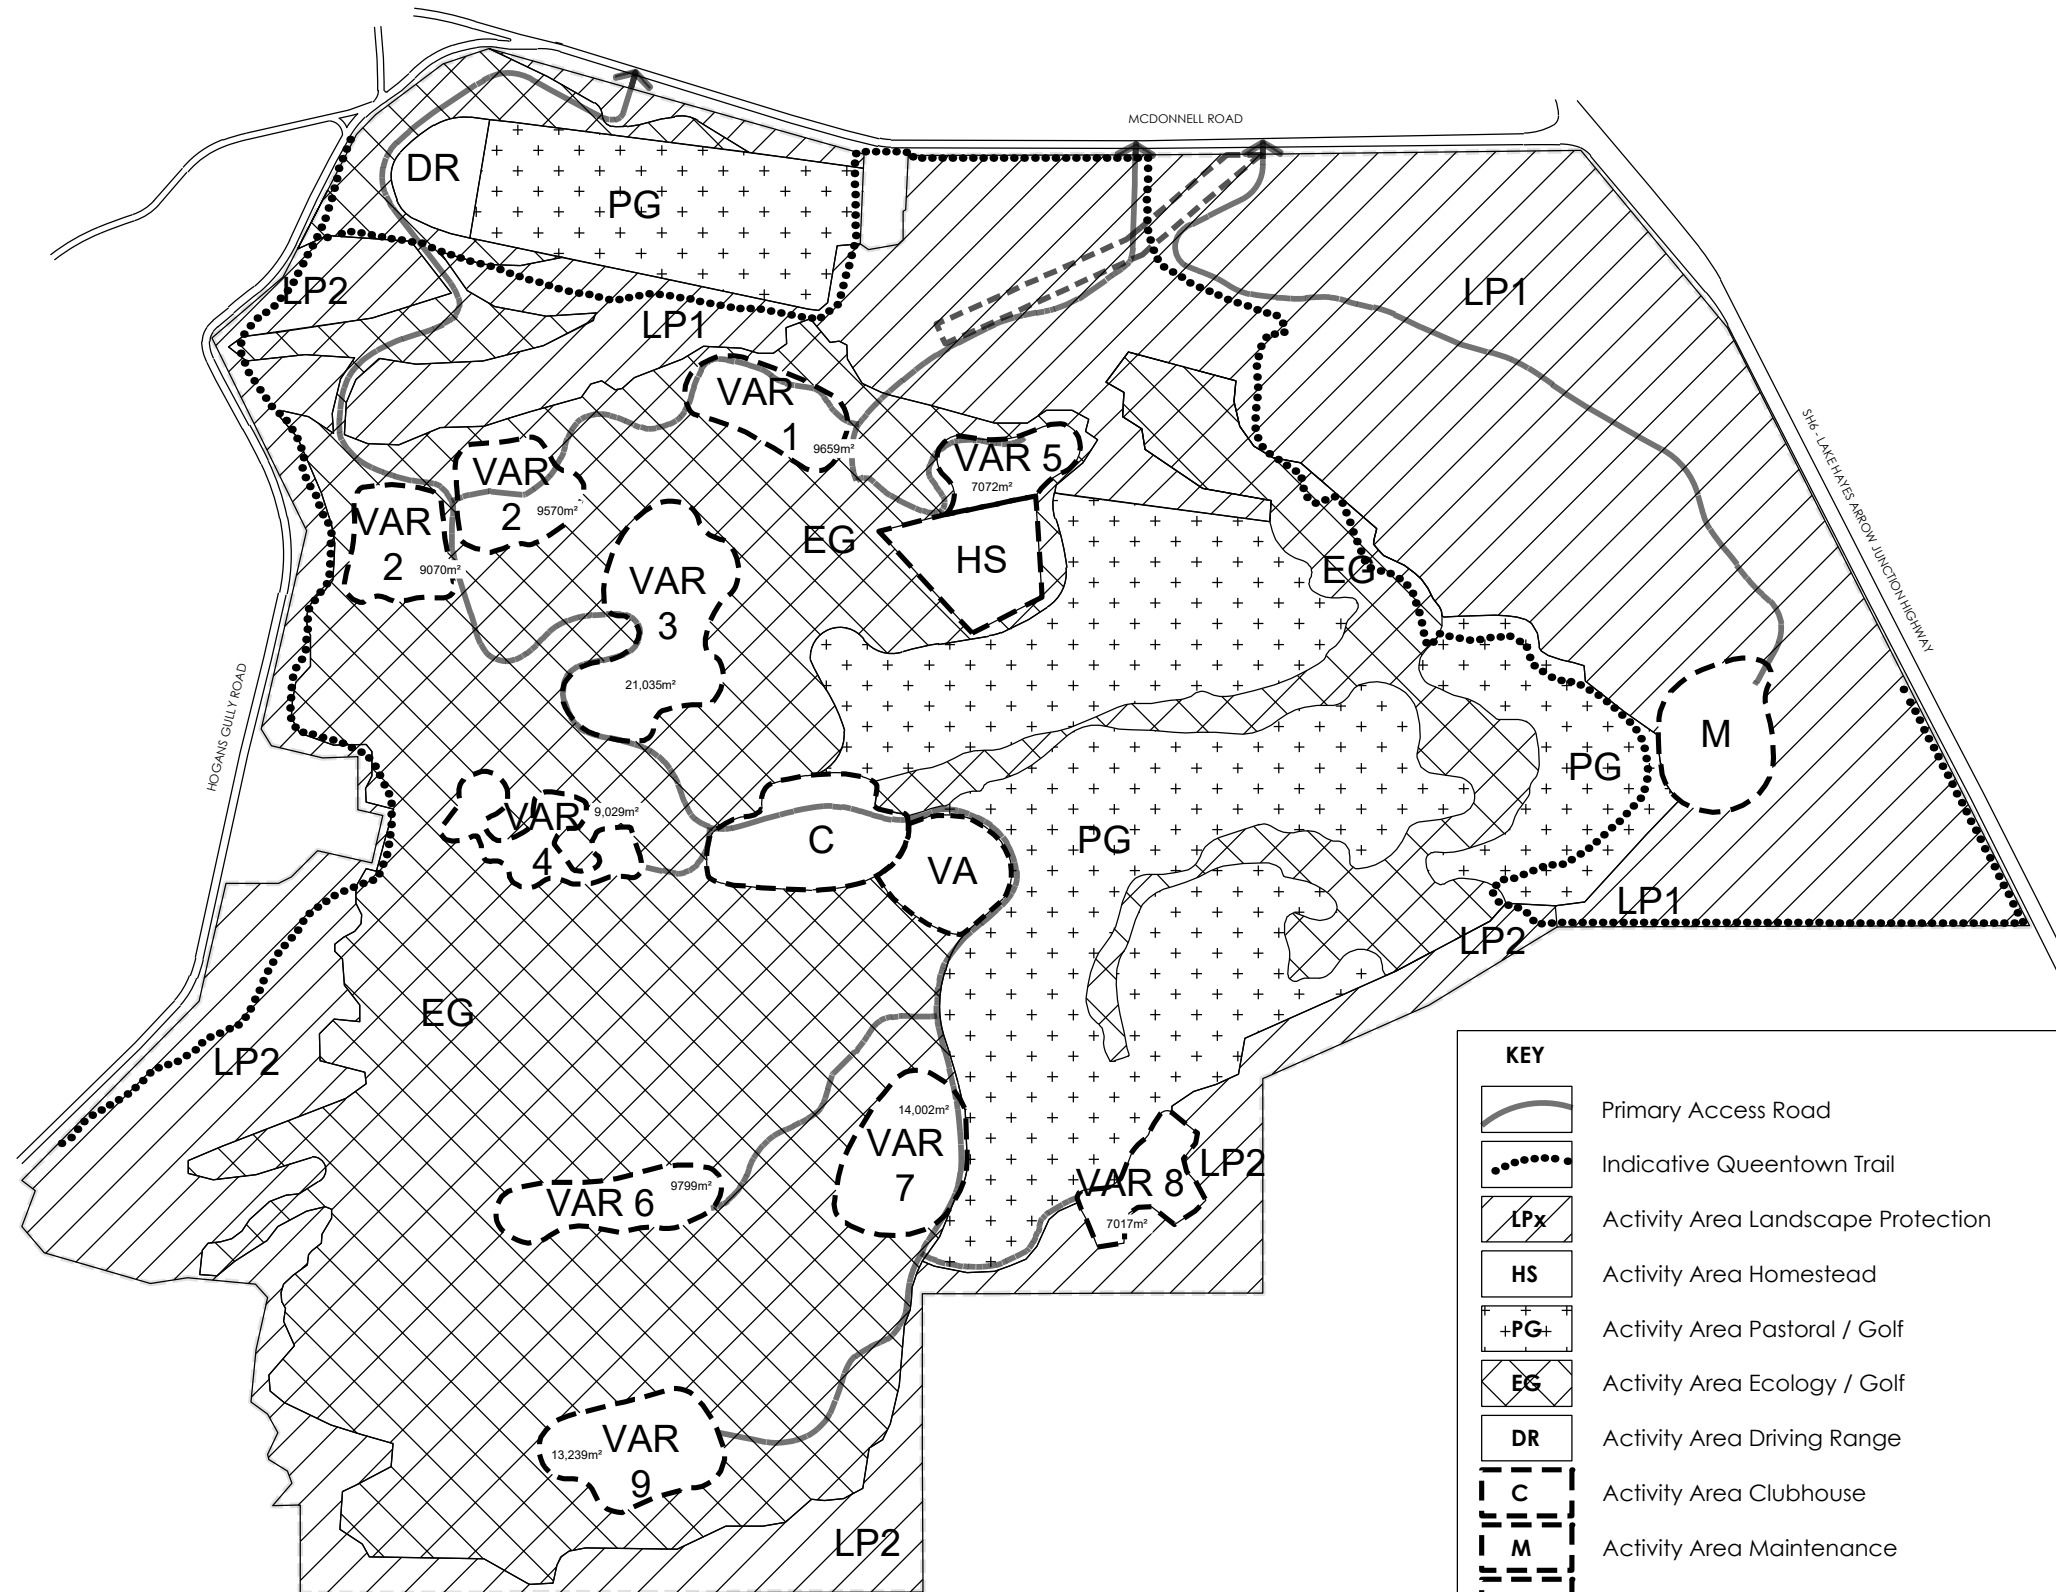 MCDONNELL ROAD
DR
PG
LP2
LP1
LP1
SH6 - LAKE HAYES ARROW JUNCTION HIGHWAY
VAR
1
9659m²
VAR 5
7072m²
VAR
2
9570m²
VAR
2
9070m²
EG
HS
EG
VAR
3
21,035m²
HOGANS GULLY ROAD
M
PG
VAR
4
9,029m²
C
VA
PG
LP1
LP2
EG
LP2
14,002m²
VAR
7
VAR 6
9799m²
VAR 8
7017m²
LP2
VAR
9
13,239m²
LP2
KEY
Primary Access Road
Indicative Queentown Trail
LPx Activity Area Landscape Protection
HS Activity Area Homestead
PG Activity Area Pastoral / Golf
EG Activity Area Ecology / Golf
DR Activity Area Driving Range
C Activity Area Clubhouse
M Activity Area Maintenance